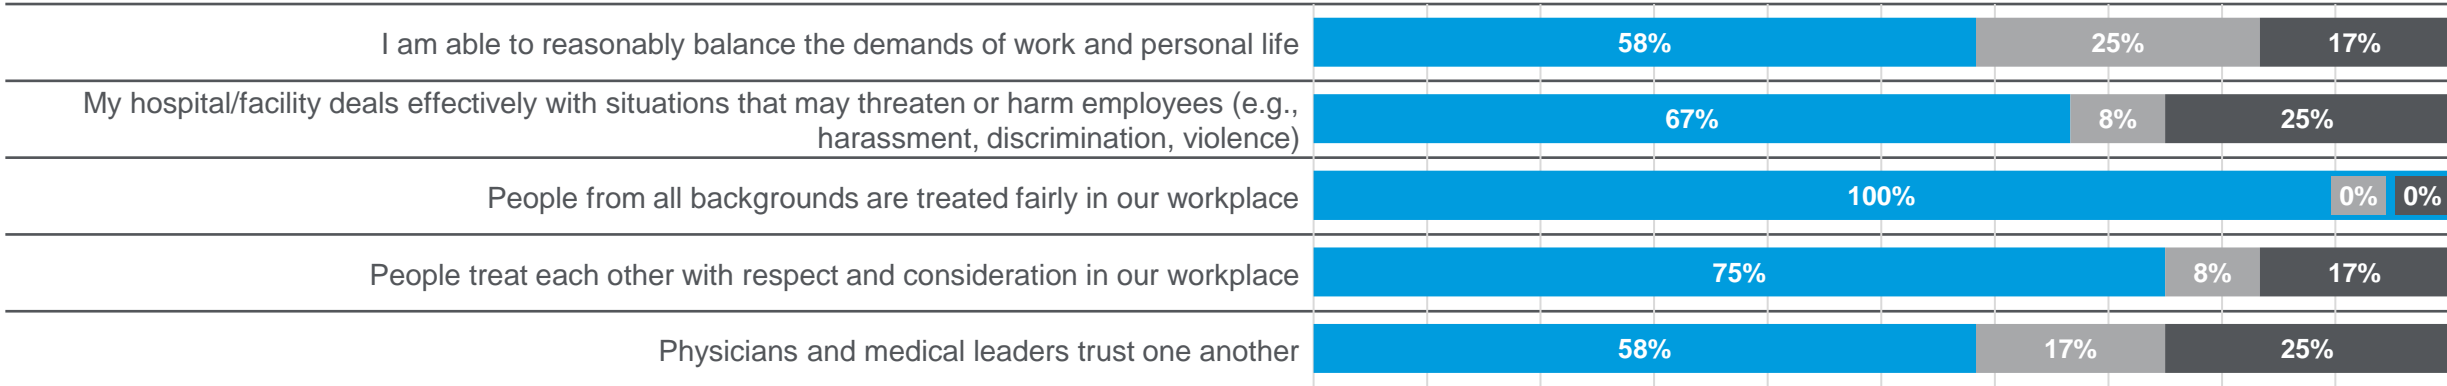 I am able to reasonably balance the demands of work and personal life 58% 25% 17%
My hospital/facility deals effectively with situations that may threaten or harm employees (e.g.,
harassment, discrimination, violence) 67% 8% 25%
People from all backgrounds are treated fairly in our workplace 100% 0% 0%
People treat each other with respect and consideration in our workplace 75% 8% 17%
Physicians and medical leaders trust one another 58% 17% 25%